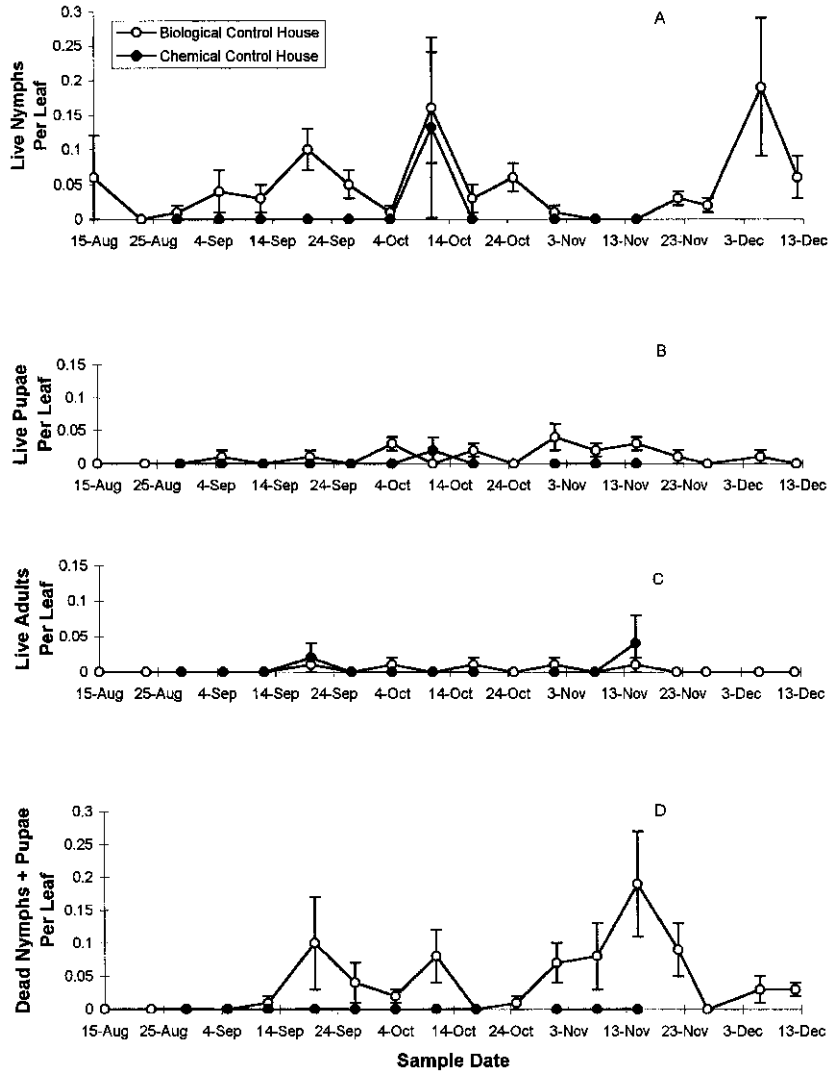 A
Biological Control House
Chemical Control House
Live Nymphs
Per Leaf
0.3
0.25
0.2
0.15
0.1
0.05
0
15-Aug 25-Aug 4-Sep 14-Sep 24-Sep 4-Oct 14-Oct 24-Oct 3-Nov 13-Nov 23-Nov 3-Dec 13-Dec
B
Live Pupae
Per Leaf
0.15
0.1
0.05
0
15-Aug 25-Aug 4-Sep 14-Sep 24-Sep 4-Oct 14-Oct 24-Oct 3-Nov 13-Nov 23-Nov 3-Dec 13-Dec
C
Live Adults
Per Leaf
0.15
0.1
0.05
0
15-Aug 25-Aug 4-Sep 14-Sep 24-Sep 4-Oct 14-Oct 24-Oct 3-Nov 13-Nov 23-Nov 3-Dec 13-Dec
D
Dead Nymphs + Pupae
Per Leaf
0.3
0.25
0.2
0.15
0.1
0.05
0
15-Aug 25-Aug 4-Sep 14-Sep 24-Sep 4-Oct 14-Oct 24-Oct 3-Nov 13-Nov 23-Nov 3-Dec 13-Dec
Sample Date